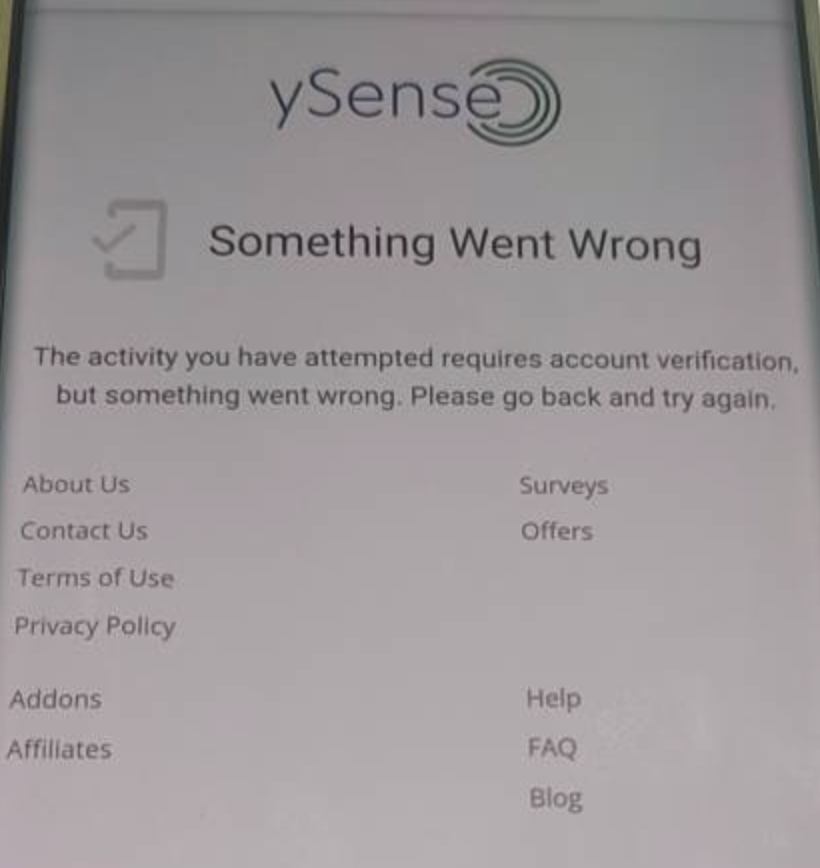 ySense
Something Went Wrong
The activity you have attempted requires account verification,
but something went wrong. Please go back and try again.
About Us
Contact Us
Terms of Use
Privacy Policy
Surveys
Offers
Addons
Affiliates
Help
FAQ
Blog